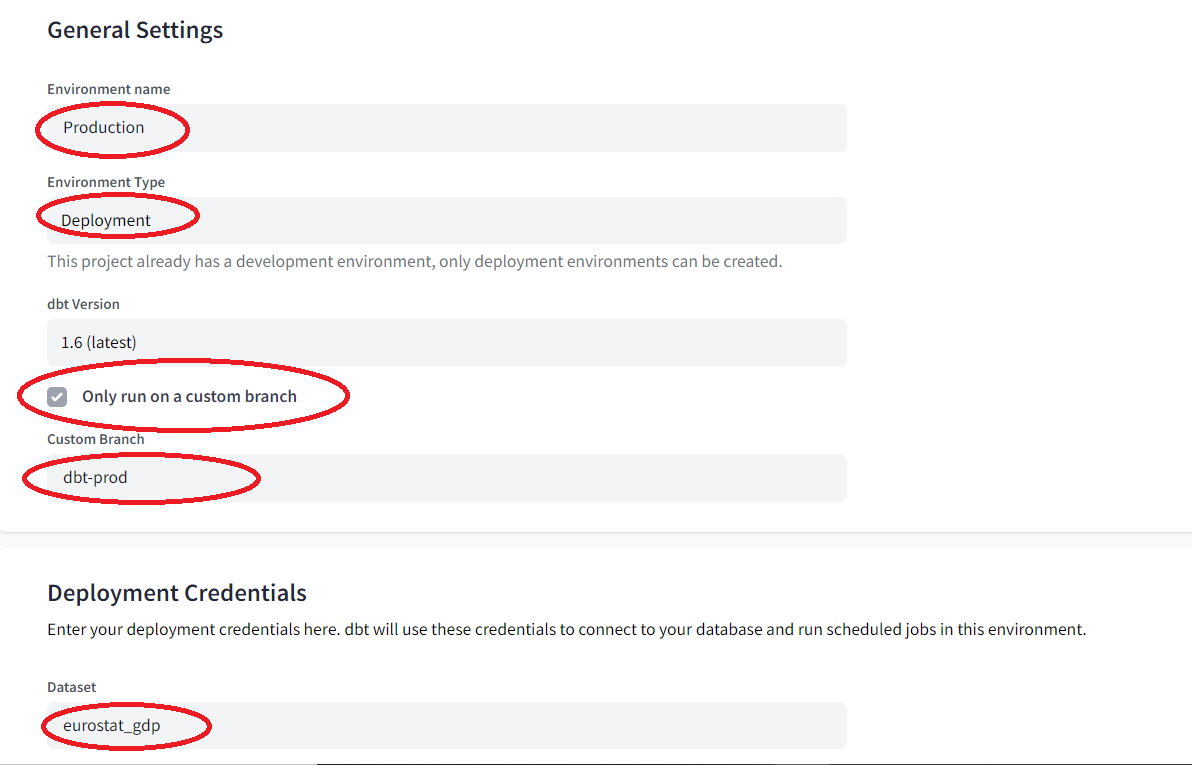 General Settings
Environment name
Production
Environment Type
Deployment
This project already has a development environment, only deployment environments can be created.
dbt Version
1.6 (latest)
Only run on a custom branch
Custom Branch
dbt-prod
Deployment Credentials
Enter your deployment credentials here. dbt will use these credentials to connect to your database and run scheduled jobs in this environment.
Dataset
eurostat_gdp